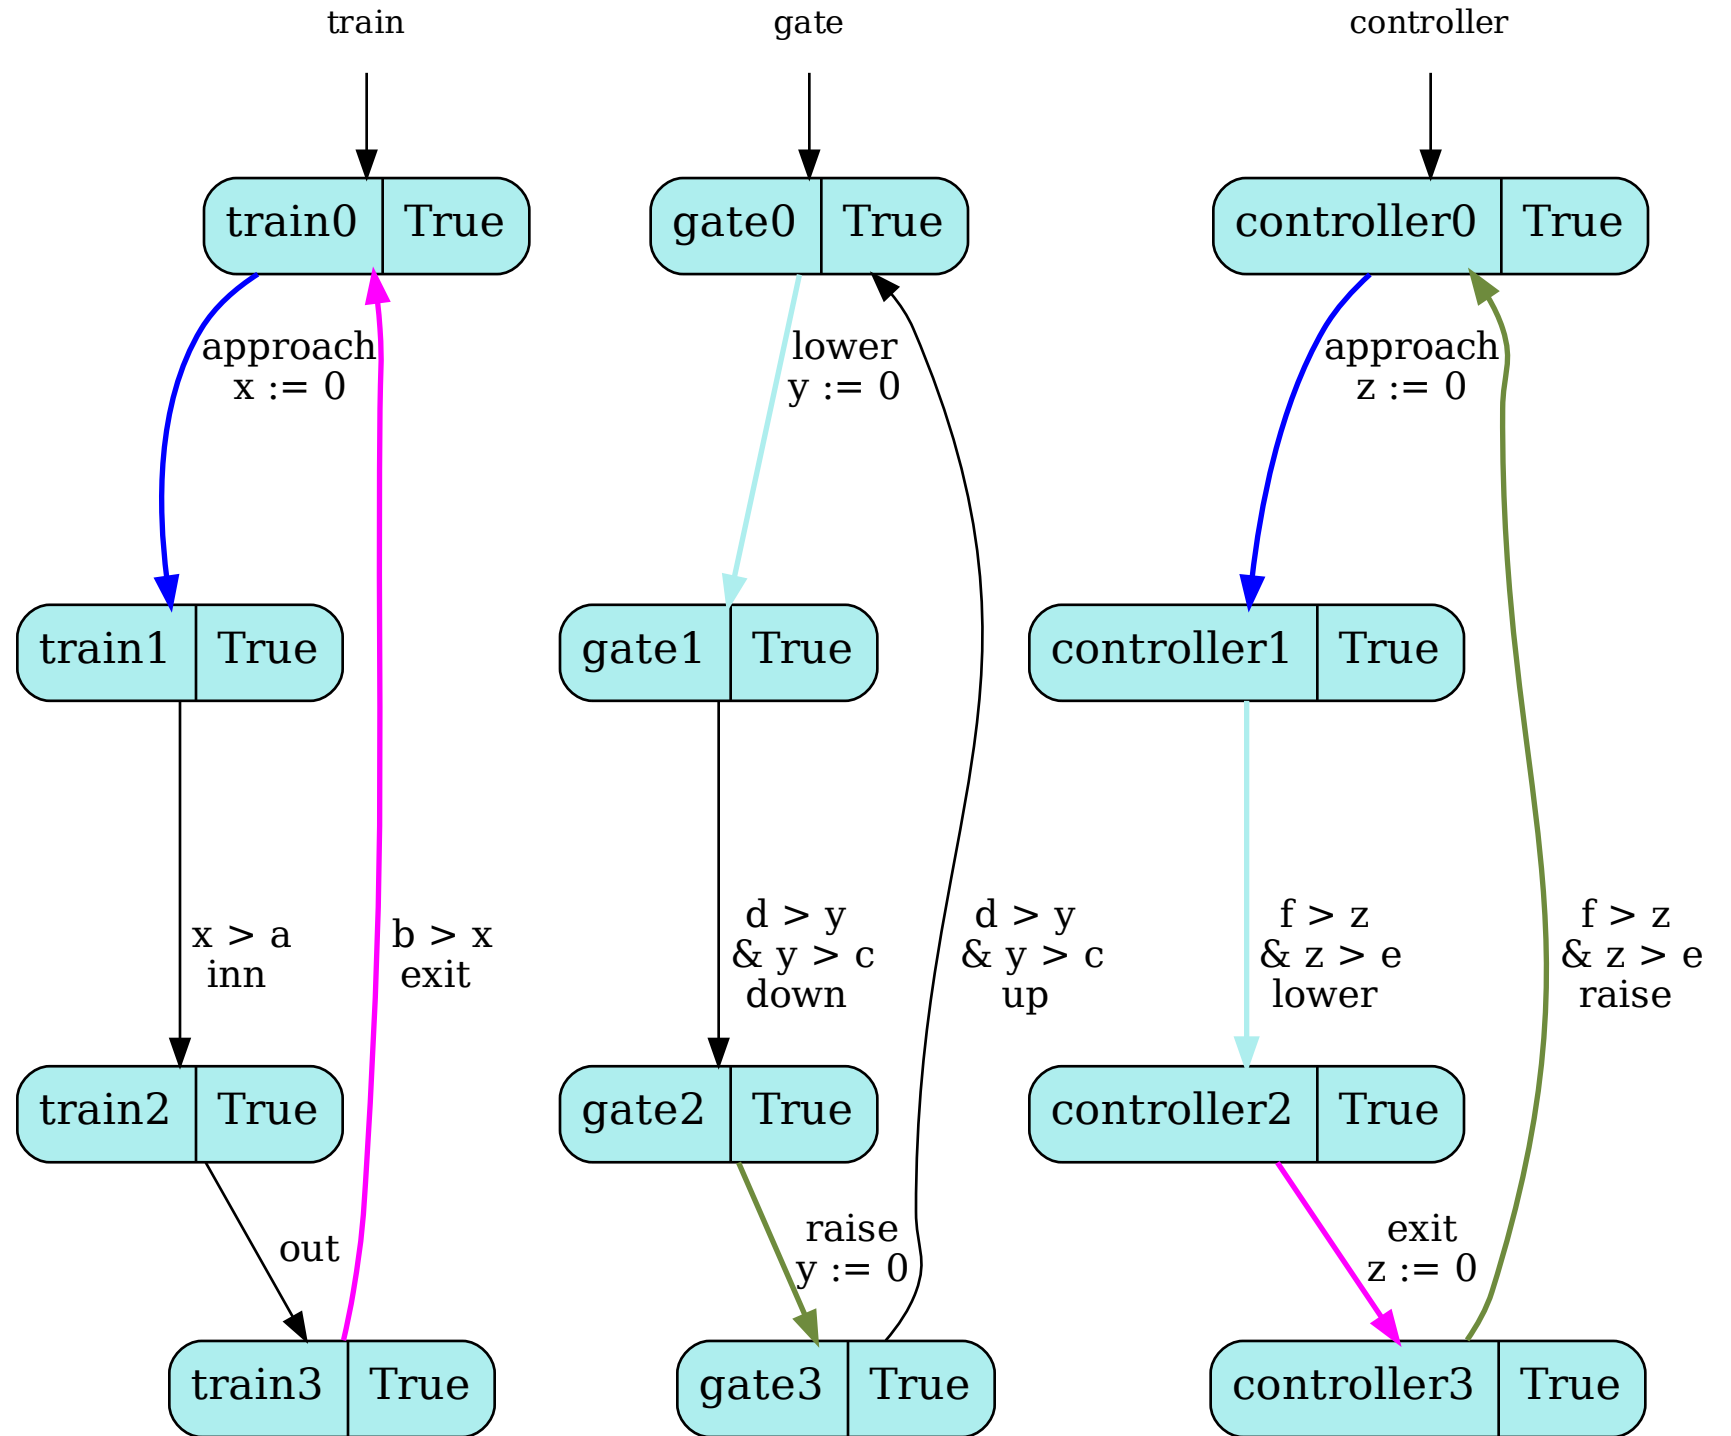 train
gate
controller
train0 True
gate0 True
controller0 True
approach
x := 0
lower
y := 0
approach
z := 0
train1 True
gate1 True
controller1 True
x > a
inn
b > x
exit
d > y
& y > c
down
d > y
& y > c
up
f > z
& z > e
lower
f > z
& z > e
raise
train2 True
gate2 True
controller2 True
out
raise
y := 0
exit
z := 0
train3 True
gate3 True
controller3 True